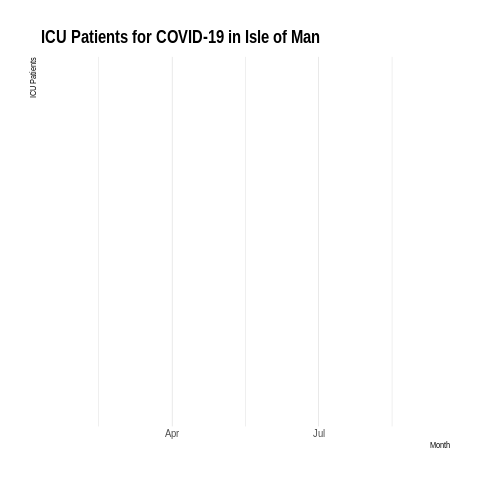 ICU Patients for COVID-19 in Isle of Man
ICU Patients
Apr
Jul
Month